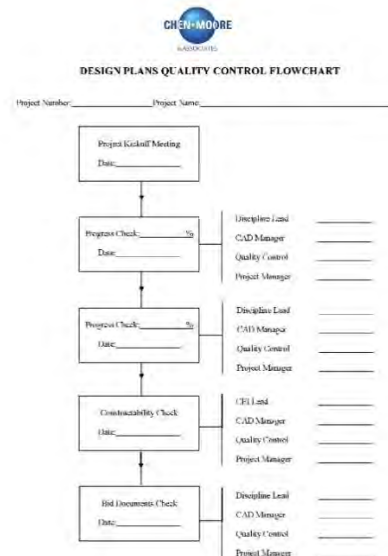 CHEN·MOORE
& ASSOCIATES
DESIGN PLANS QUALITY CONTROL FLOWCHART
Project Number: Project Name:
Project Kickoff Meeting
Date:
Progress Check: %
Date:
Discipline Lead
CAD Manager
Quality Control
Project Manager
Progress Check: %
Date:
Discipline Lead
CAD Manager
Quality Control
Project Manager
Constructability Check
Date:
CEI Lead
CAD Manager
Quality Control
Project Manager
Bid Documents Check
Date:
Discipline Lead
CAD Manager
Quality Control
Project Manager